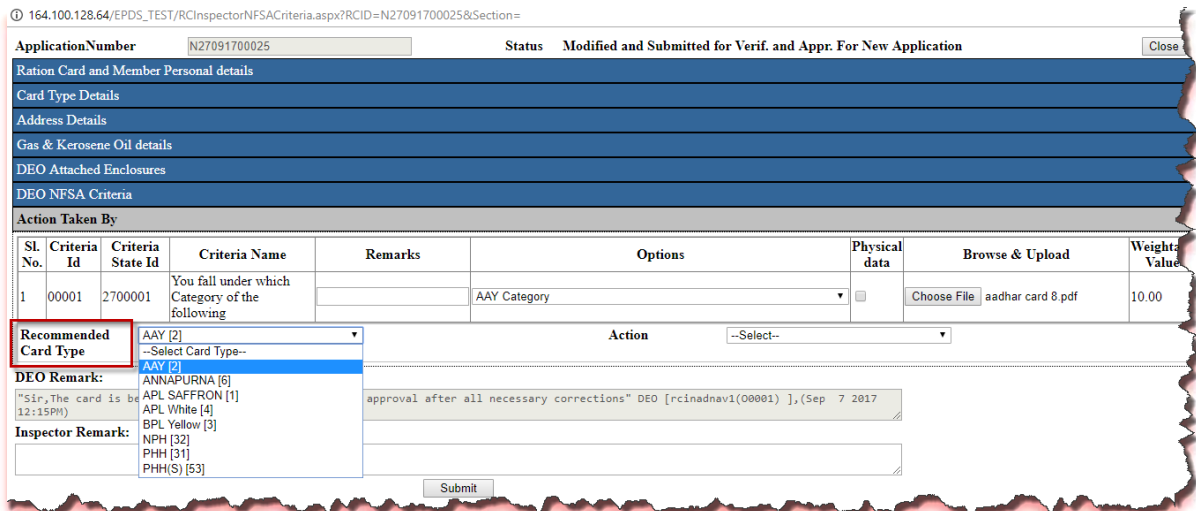 164.100.128.64/EPDS_TEST/RCInspectorNFSACriteria.aspx?RCID=N27091700025&Section=
ApplicationNumber N27091700025 Status Modified and Submitted for Verif. and Appr. For New Application Close
Ration Card and Member Personal details
Card Type Details
Address Details
Gas & Kerosene Oil details
DEO Attached Enclosures
DEO NFSA Criteria
Action Taken By
Sl. No. Criteria Id Criteria State Id Criteria Name Remarks Options Physical data Browse & Upload Value
1 00001 2700001 You fall under which Category of the following AAY Category Choose File aadhar card 8.pdf 10.00
Recommended Card Type AAY [2] Action --Select--
--Select Card Type--
AAY [2]
ANNAPURNA [6]
APL SAFFRON [1]
APL White [4]
BPL Yellow [3]
NPH [32]
PHH [31]
PHH(S) [53]
DEO Remark:
"Sir,The card is be approval after all necessary corrections" DEO [rcinadnav1(O0001) ],(Sep 7 2017
12:15PM)
Inspector Remark:
Submit